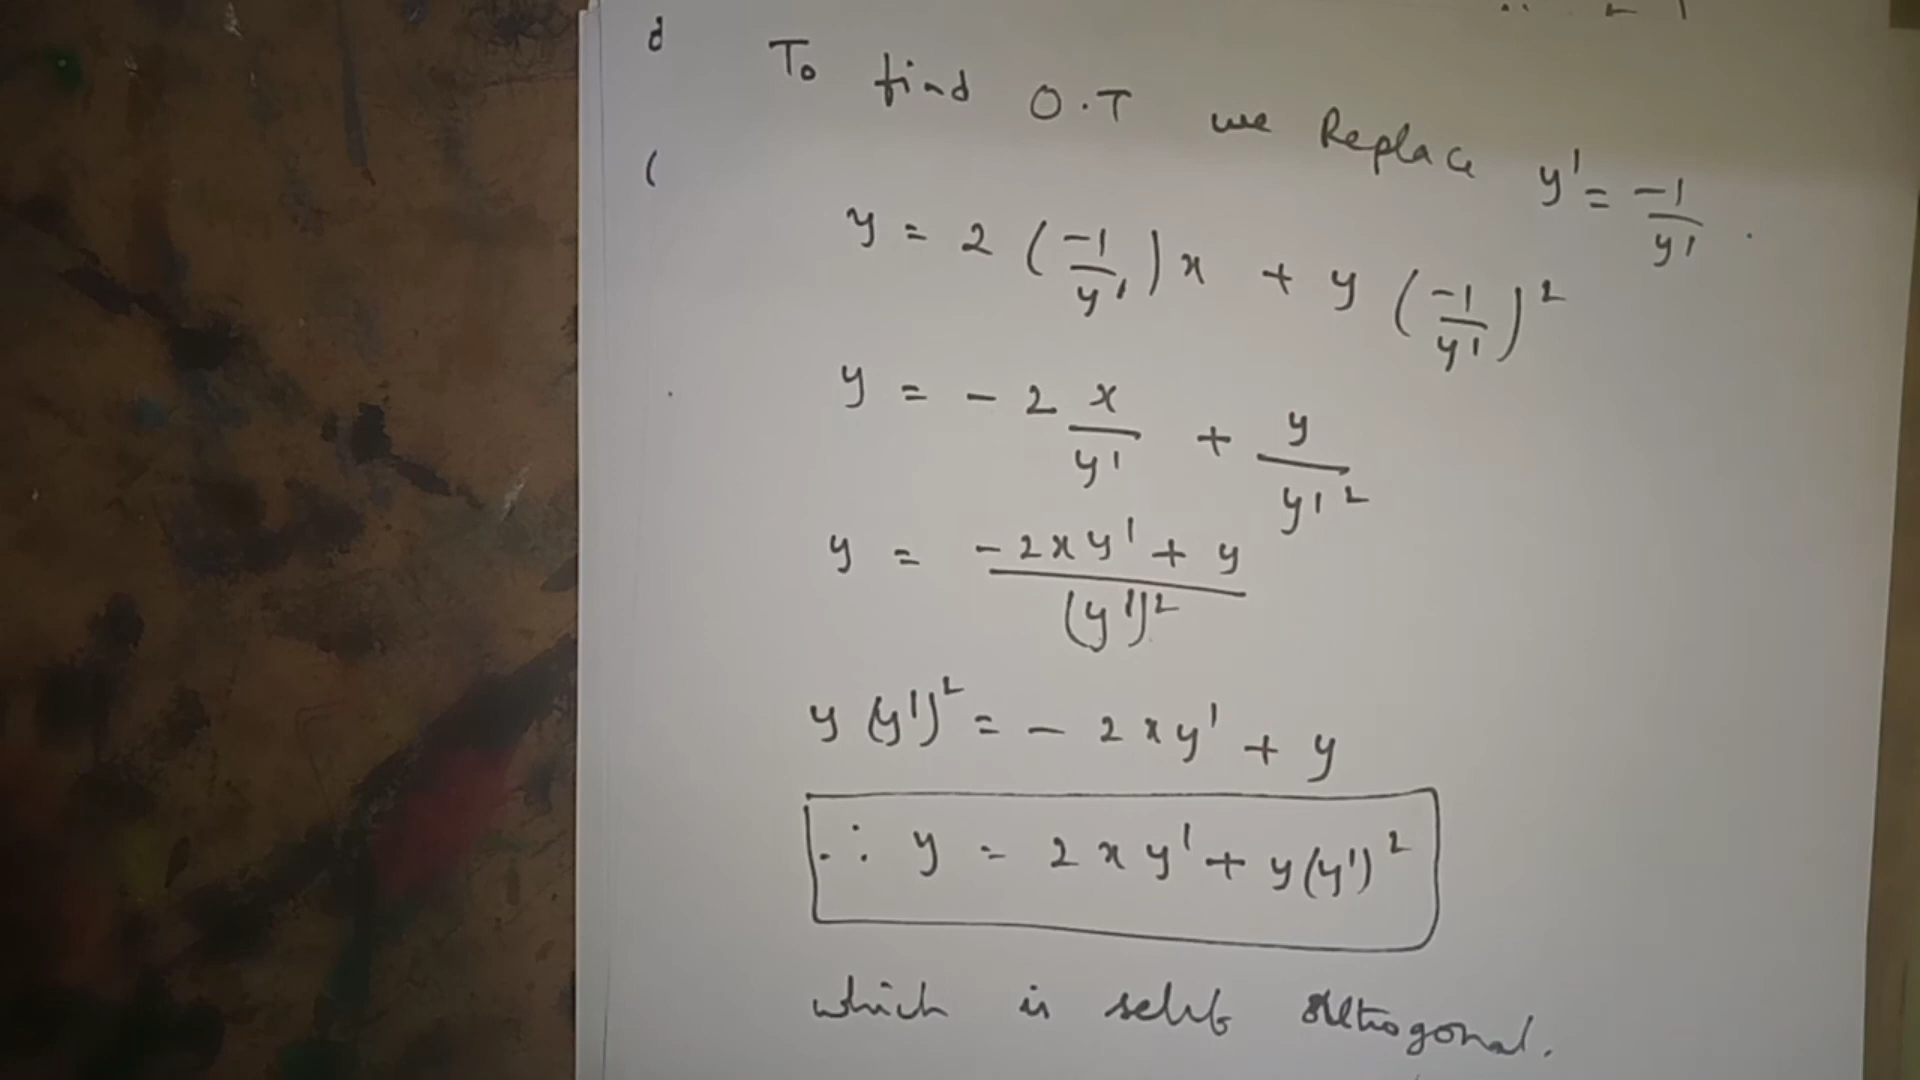 To find O.T we Replace y' = -1/y' .
y = 2 (-1/y') x + y (-1/y')²
y = - 2 x/y' + y/y'²
y = -2xy' + y/(y')²
y (y')² = - 2xy' + y
∴ y = 2xy' + y(y')²
which is self orthogonal.